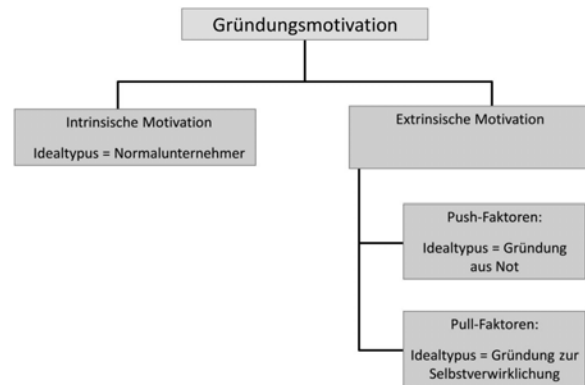 Gründungsmotivation
Intrinsische Motivation
Idealtypus = Normalunternehmer
Extrinsische Motivation
Push-Faktoren:
Idealtypus = Gründung
aus Not
Pull-Faktoren:
Idealtypus = Gründung zur
Selbstverwirklichung